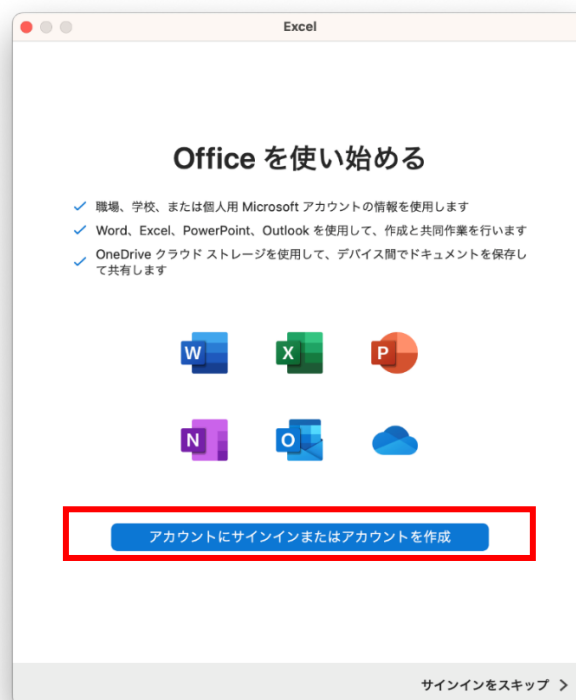 Excel
Office を使い始める
職場、学校、または個人用 Microsoft アカウントの情報を使用します
Word、Excel、PowerPoint、Outlook を使用して、作成と共同作業を行います
OneDrive クラウド ストレージを使用して、デバイス間でドキュメントを保存し
て共有します
W
X
P
N
O
アカウントにサインインまたはアカウントを作成
サインインをスキップ